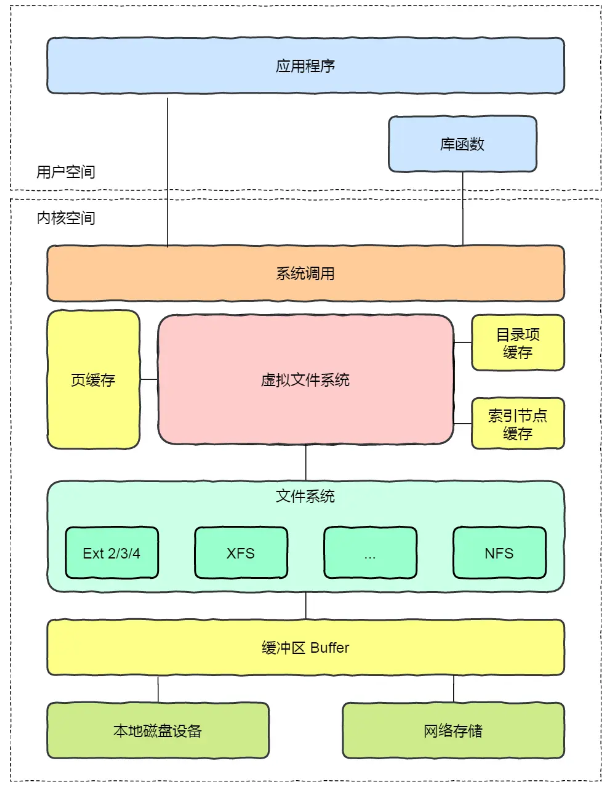 应用程序
库函数
用户空间
内核空间
系统调用
页缓存
虚拟文件系统
目录项
缓存
索引节点
缓存
文件系统
Ext 2/3/4
XFS
...
NFS
缓冲区 Buffer
本地磁盘设备
网络存储